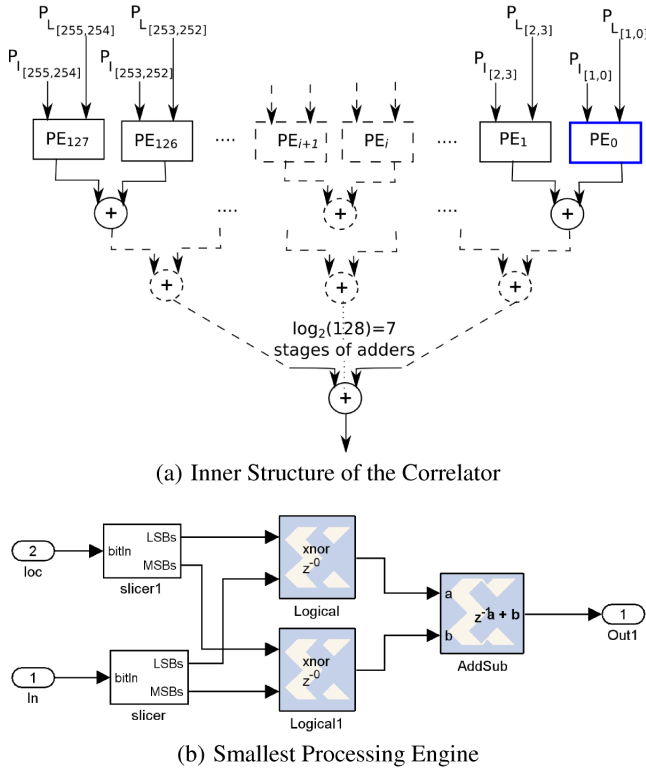 P_L[255,254] P_L[253,252] P_L[2,3] P_L[1,0]
P_I[255,254] P_I[253,252] P_I[2,3] P_I[1,0]
PE127 PE126 .... PEi+1 PEi .... PE1 PE0
+ .... + .... +
+ + +
log2(128)=7
stages of adders
+
(a) Inner Structure of the Correlator
2
loc
bitIn
LSBs
MSBs
slicer1
xnor
z-0
Logical
1
In
bitIn
LSBs
MSBs
slicer
xnor
z-0
Logical1
a
b
z-1a + b
AddSub
1
Out1
(b) Smallest Processing Engine